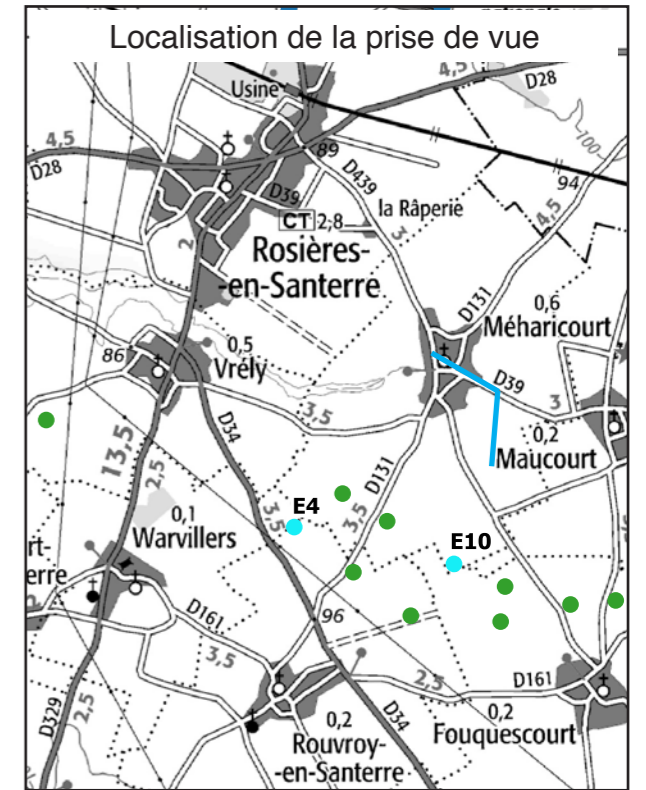 Localisation de la prise de vue
Usine
4,5
D28
4,5
D28
89
D439
100
94
D39
CT 2,8
la Râperie
4,5
2
3
Rosières-
-en-Santerre
D131
0,6
Méharicourt
86
0,5
Vrély
D39
3
3,5
D34
0,2
Maucourt
13,5
2,5
D131
3,5
E4
3,5
0,1
Warvillers
E10
rt-
erre
D161
96
3,5
2,5
D161
D329
2,5
0,2
Rouvroy-
-en-Santerre
D34
0,2
Fouquescourt